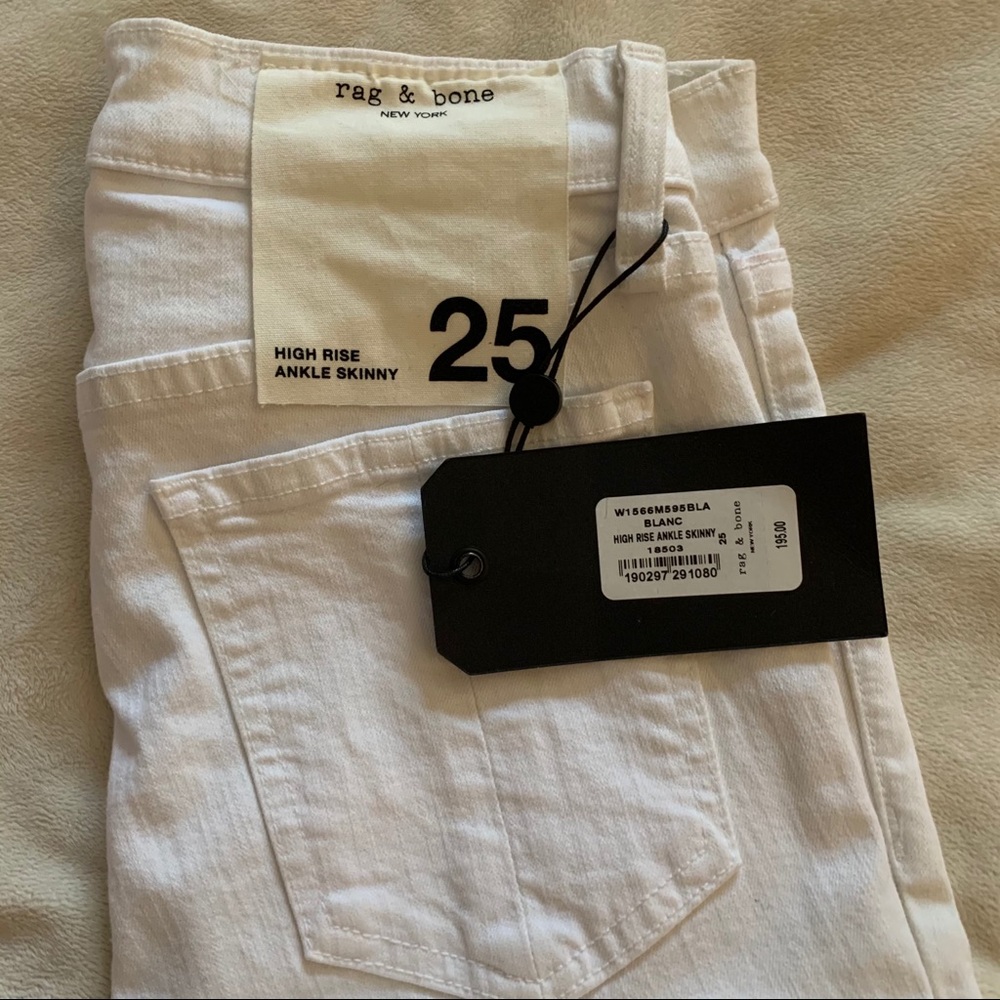 rag & bone
NEW YORK
HIGH RISE
ANKLE SKINNY
25
W1566M595BLA
BLANC
HIGH RISE ANKLE SKINNY
18503
25
190297 291080
rag & bone
NEW YORK
195.00